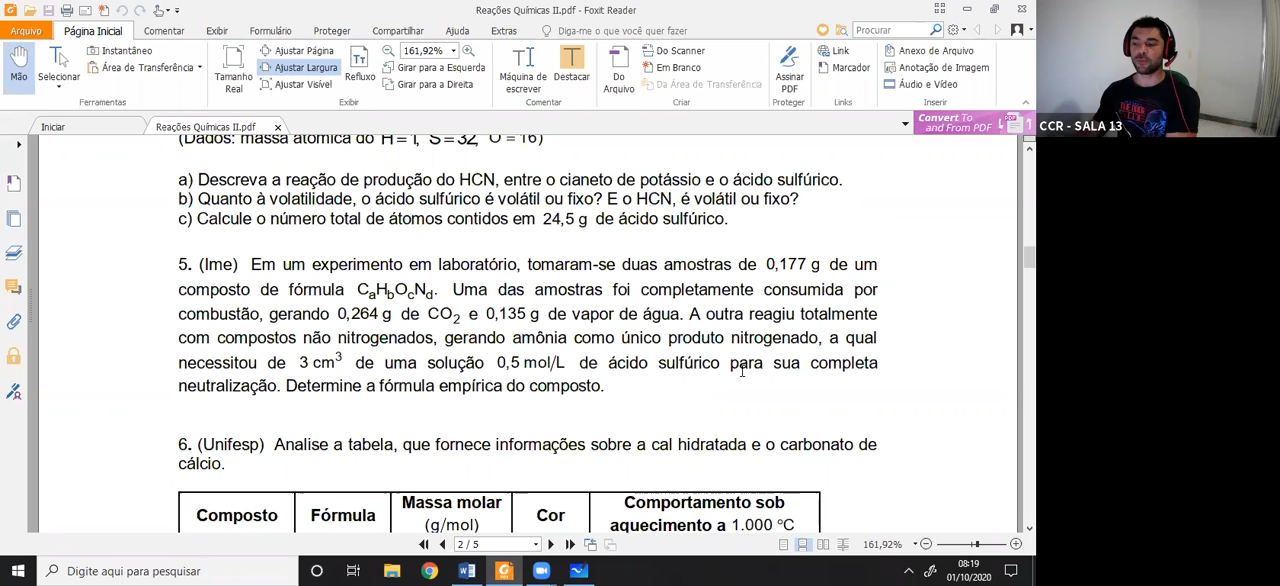 Reações Químicas II.pdf - Foxit Reader
Arquivo Página Inicial Comentar Exibir Formulário Proteger Compartilhar Ajuda Extras Diga-me o que você quer fazer Procurar
Mão
Selecionar
Instantâneo
Área de Transferência
Ferramentas
Tamanho Real
Ajustar Página
Ajustar Largura
Ajustar Visível
Refluxo
161,92%
Girar para a Esquerda
Girar para a Direita
Exibir
Máquina de escrever
Destacar
Comentar
Do Arquivo
Do Scanner
Em Branco
Da Área de Transferência
Criar
Assinar PDF
Proteger
Link
Marcador
Links
Anexo de Arquivo
Anotação de Imagem
Áudio e Vídeo
Inserir
Iniciar Reações Químicas II.pdf
Convert To
and From PDF
CCR - SALA 13
(Dados: massa atômica do H = 1, S = 32, O = 16)
a) Descreva a reação de produção do HCN, entre o cianeto de potássio e o ácido sulfúrico.
b) Quanto à volatilidade, o ácido sulfúrico é volátil ou fixo? E o HCN, é volátil ou fixo?
c) Calcule o número total de átomos contidos em 24,5 g de ácido sulfúrico.
5. (Ime) Em um experimento em laboratório, tomaram-se duas amostras de 0,177 g de um
composto de fórmula CaHbOcNd. Uma das amostras foi completamente consumida por
combustão, gerando 0,264 g de CO2 e 0,135 g de vapor de água. A outra reagiu totalmente
com compostos não nitrogenados, gerando amônia como único produto nitrogenado, a qual
necessitou de 3 cm3 de uma solução 0,5 mol/L de ácido sulfúrico para sua completa
neutralização. Determine a fórmula empírica do composto.
6. (Unifesp) Analise a tabela, que fornece informações sobre a cal hidratada e o carbonato de
cálcio.
Composto Fórmula Massa molar (g/mol) Cor Comportamento sob aquecimento a 1.000 ºC
2 / 5 161,92%
Digite aqui para pesquisar
08:19
01/10/2020